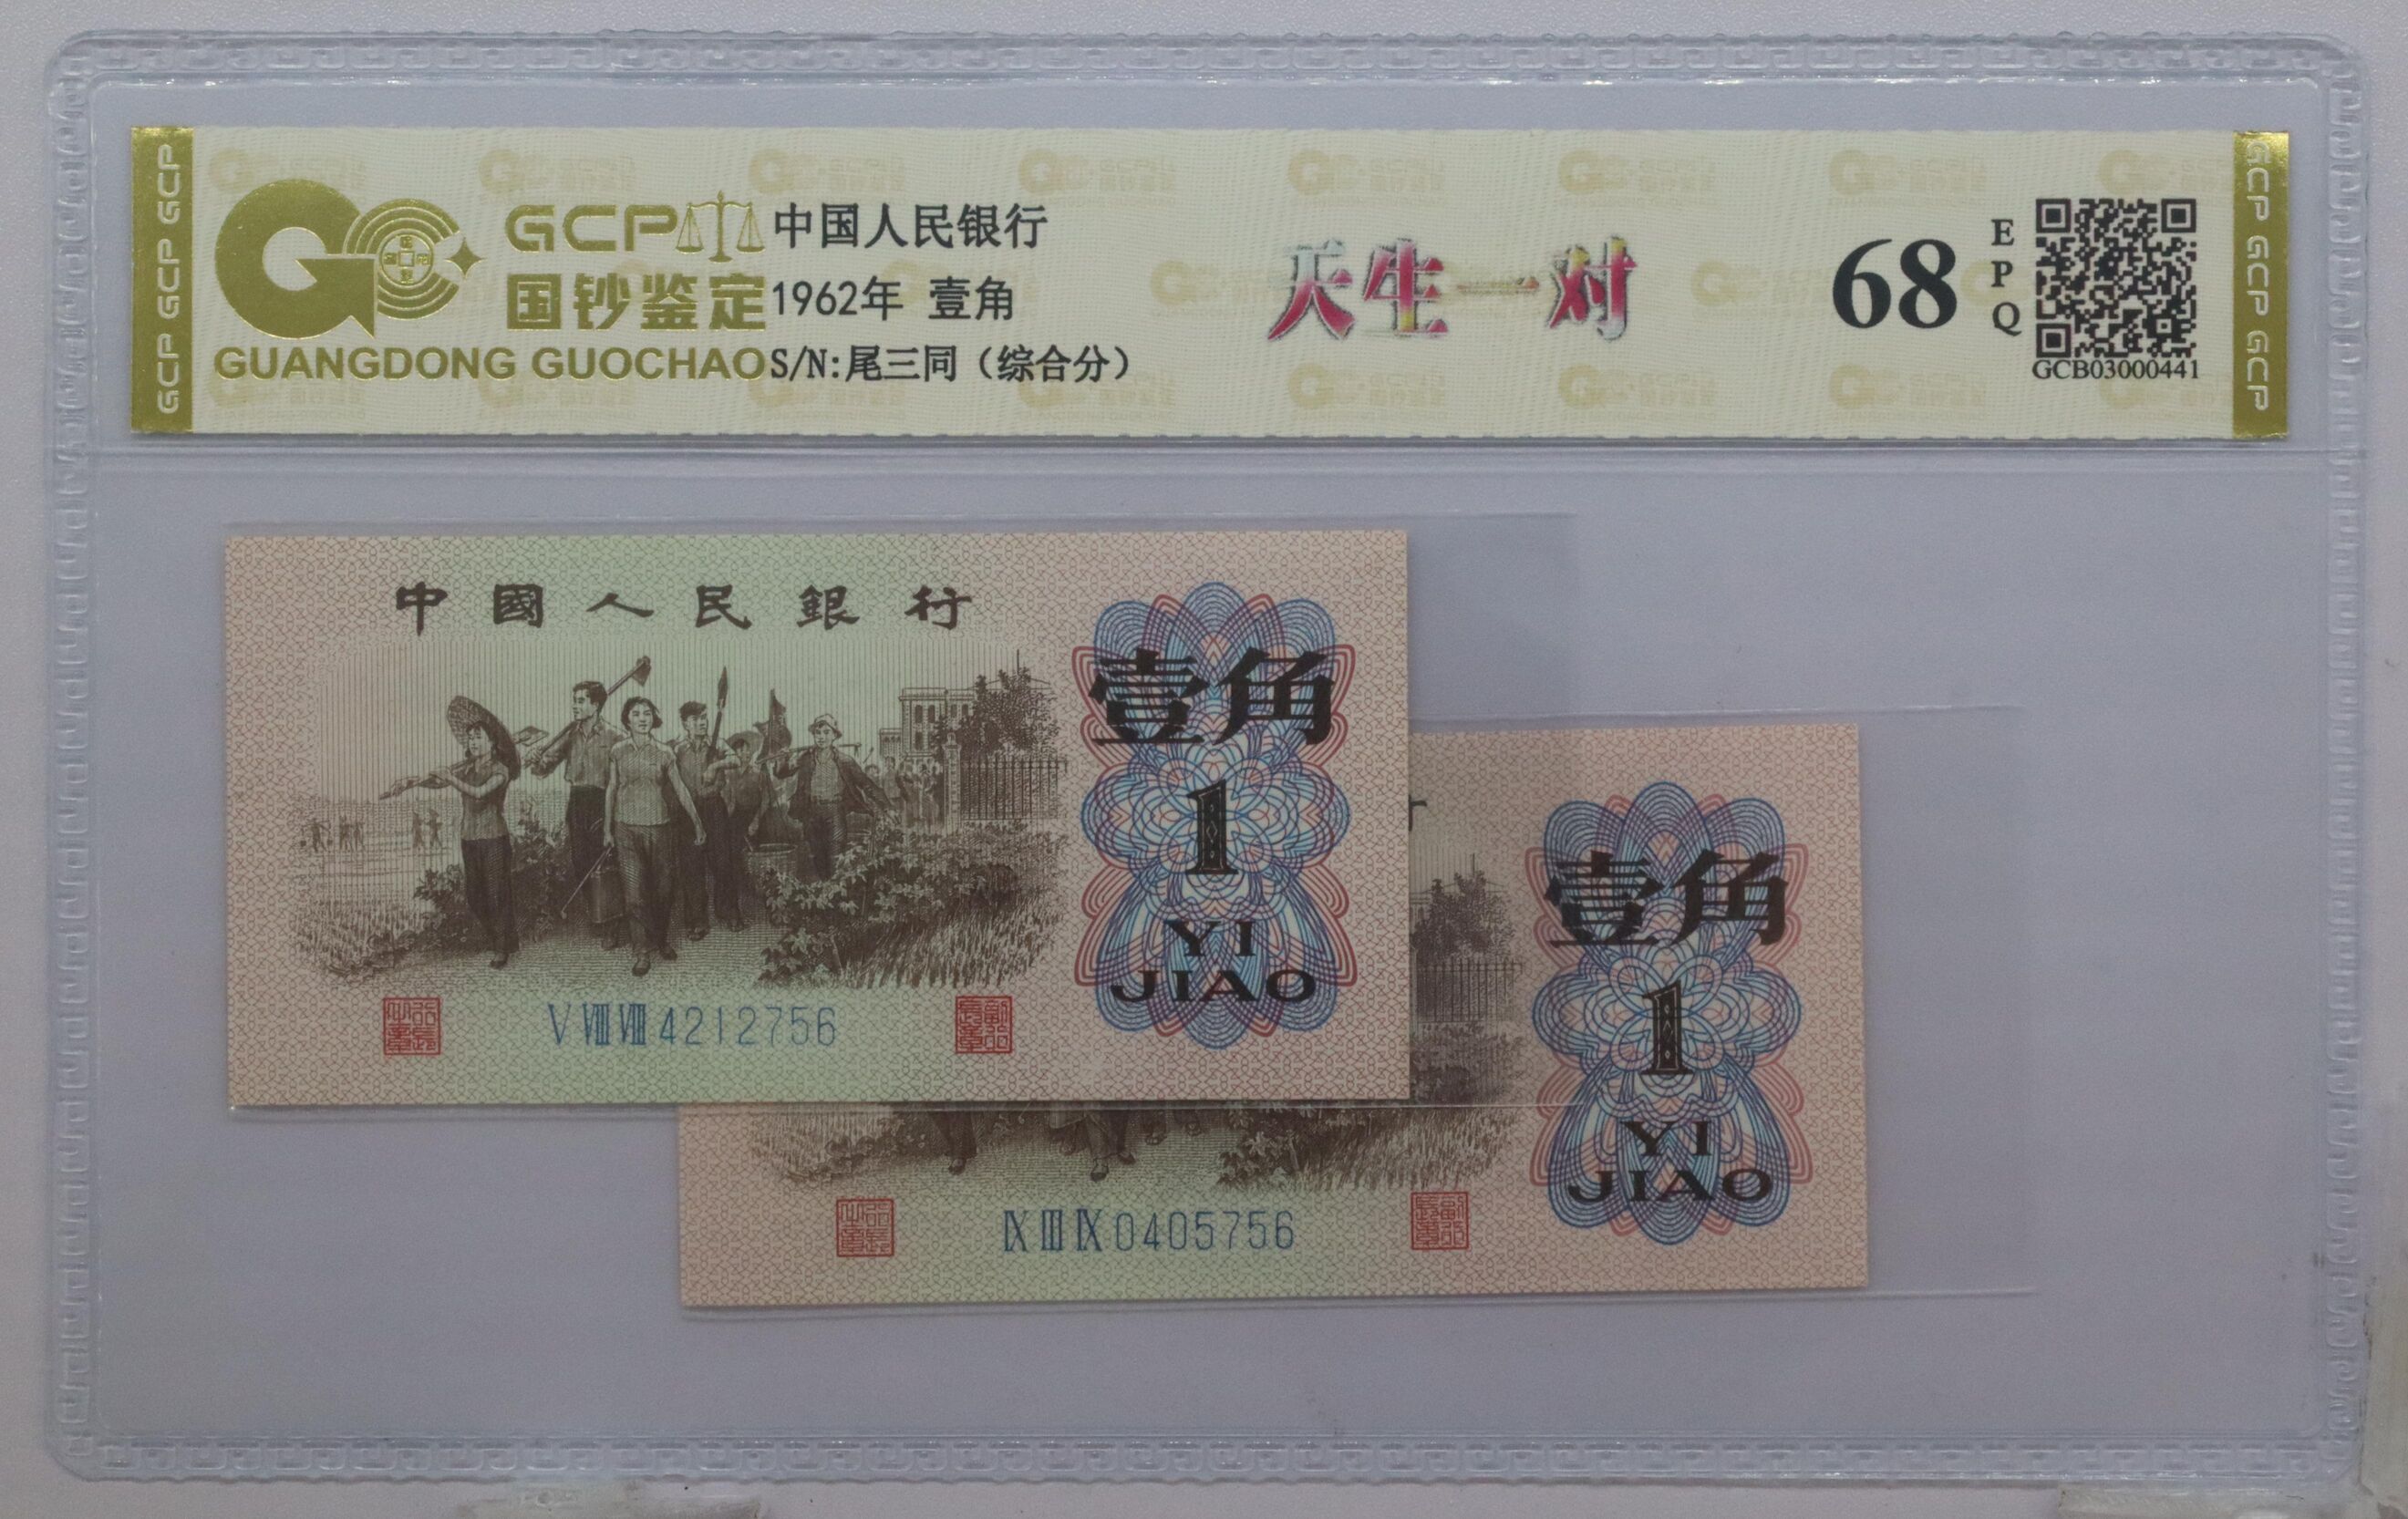 GCP GCP GCP
GCP
国钞鉴定
GUANGDONG GUOCHAO
中国人民银行
1962年 壹角
S/N:尾三同（综合分）
天生一对
68
EPQ
GCB03000441
GCP GCP GCP
中國人民銀行
壹角
1
YI
JIAO
Ⅴ Ⅷ Ⅷ 4212756
壹角
1
YI
JIAO
Ⅸ Ⅲ Ⅸ 0405756